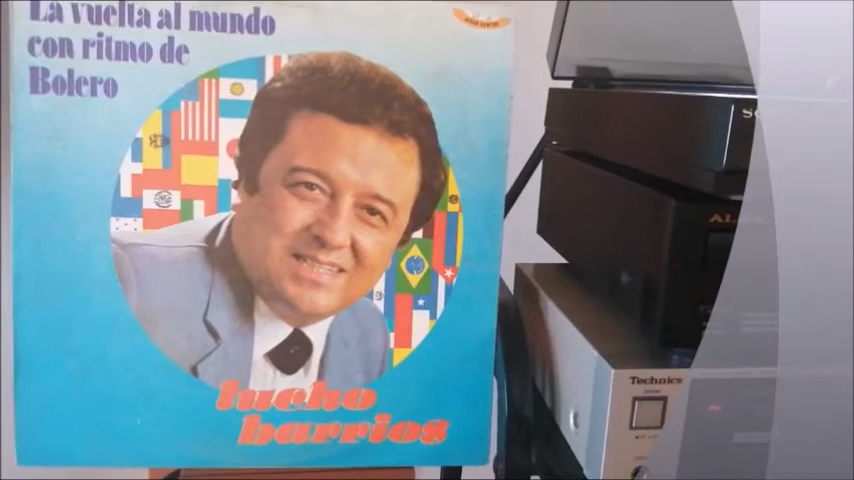 La vuelta al mundo
con ritmo de
Bolero
lucho
barrios
Technics